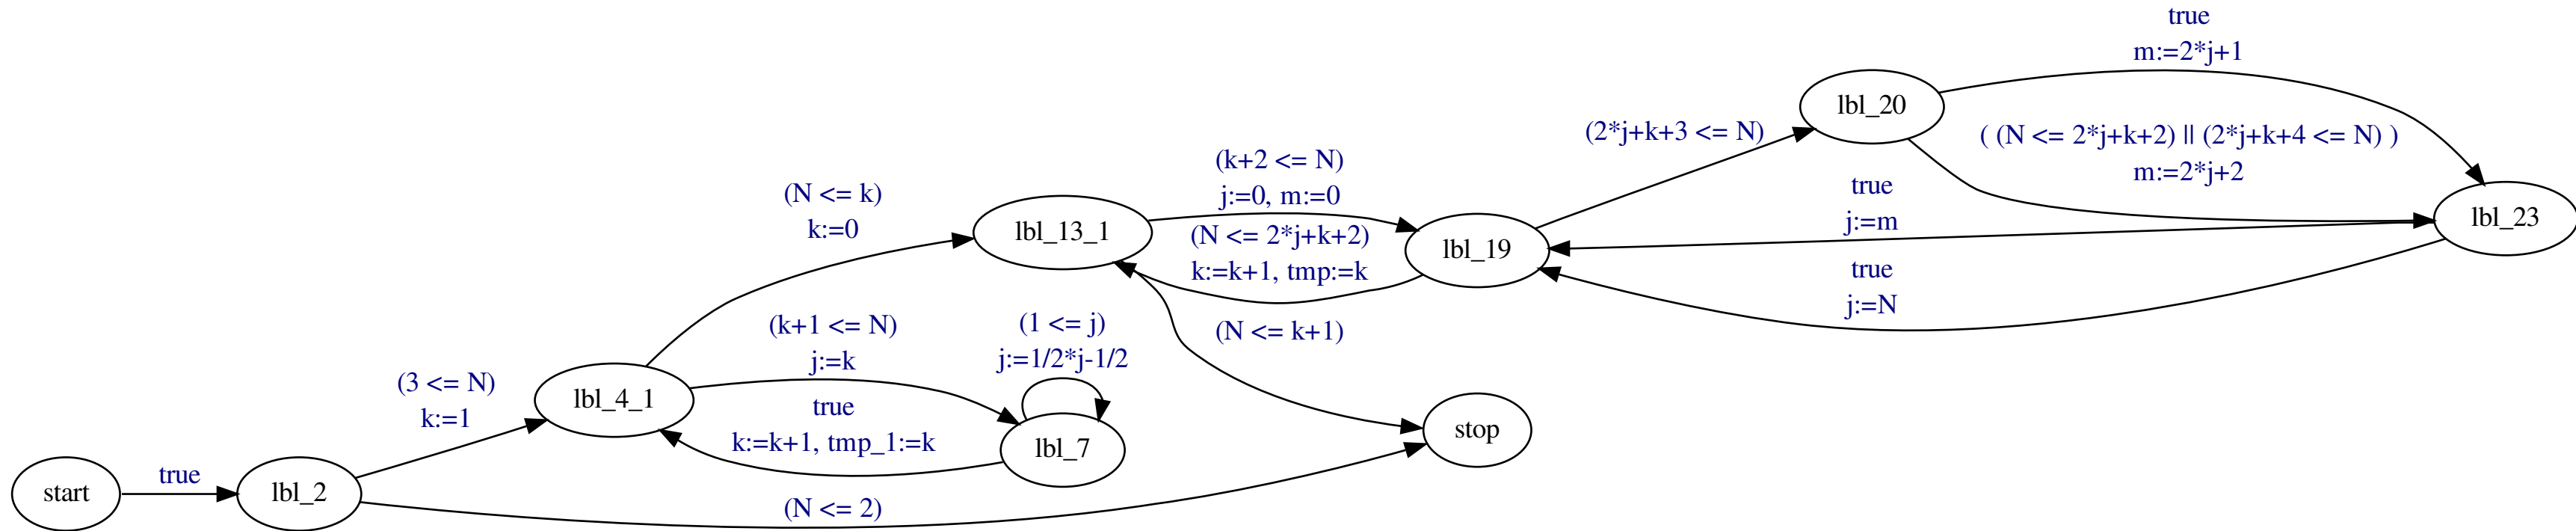 true
m:=2*j+1
lbl_20
(2*j+k+3 <= N)
( (N <= 2*j+k+2) || (2*j+k+4 <= N) )
m:=2*j+2
(k+2 <= N)
j:=0, m:=0
true
j:=m
(N <= k)
k:=0
lbl_13_1
(N <= 2*j+k+2)
k:=k+1, tmp:=k
lbl_19
lbl_23
true
j:=N
(k+1 <= N)
j:=k
(1 <= j)
j:=1/2*j-1/2
(N <= k+1)
(3 <= N)
k:=1
lbl_4_1
true
k:=k+1, tmp_1:=k
lbl_7
stop
start
true
lbl_2
(N <= 2)